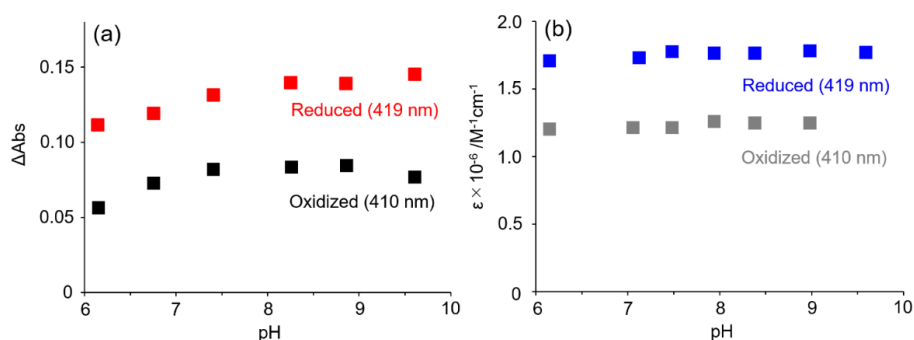 (a)
0.15
0.10
0.05
0
ΔAbs
Reduced (419 nm)
Oxidized (410 nm)
6
7
8
9
10
pH
(b)
2.0
1.5
1.0
0.5
0
ε × 10⁻⁶ /M⁻¹cm⁻¹
Reduced (419 nm)
Oxidized (410 nm)
6
7
8
9
10
pH